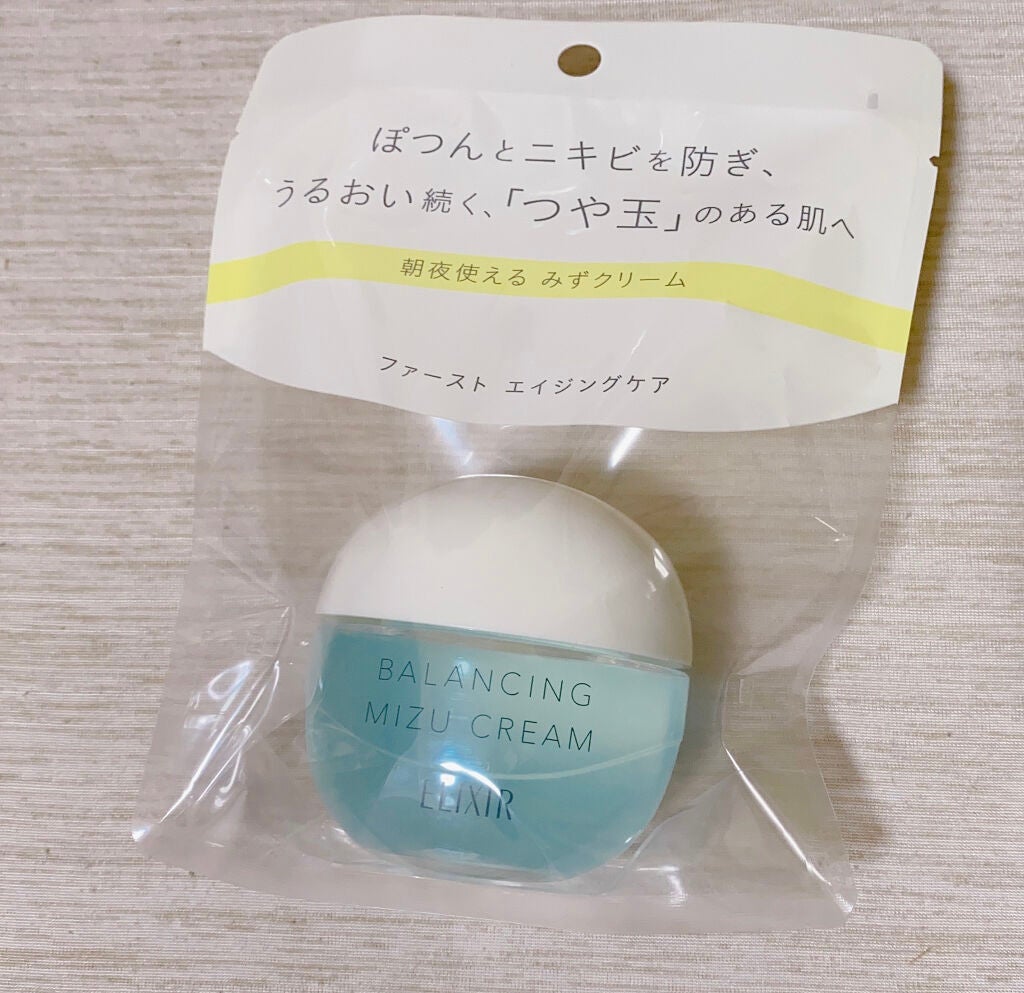 ぽつんとニキビを防ぎ、
うるおい続く、「つや玉」のある肌へ
朝夜使える みずクリーム
ファースト エイジングケア
BALANCING
MIZU CREAM
ELIXIR